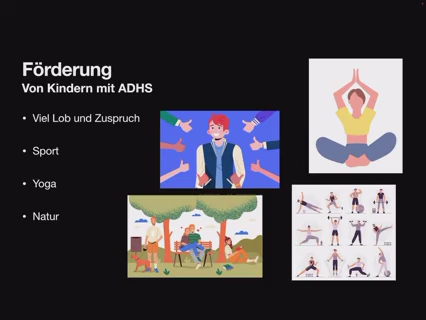 Förderung
Von Kindern mit ADHS
• Viel Lob und Zuspruch
• Sport
• Yoga
• Natur